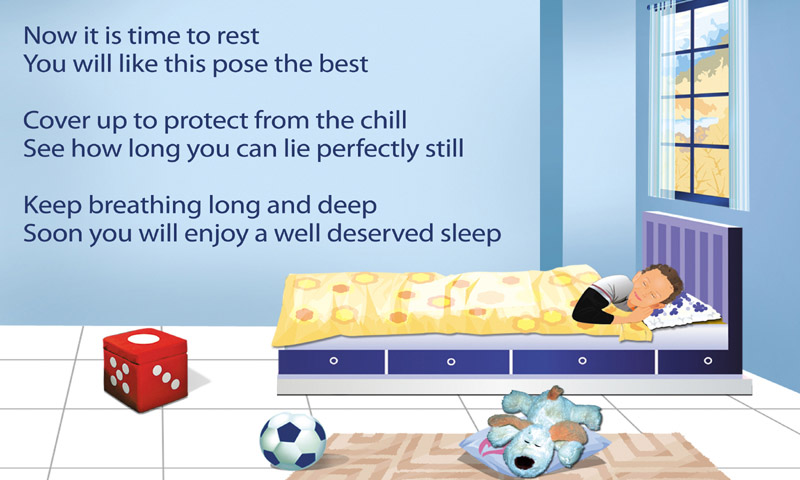 Now it is time to rest
You will like this pose the best
Cover up to protect from the chill
See how long you can lie perfectly still
Keep breathing long and deep
Soon you will enjoy a well deserved sleep